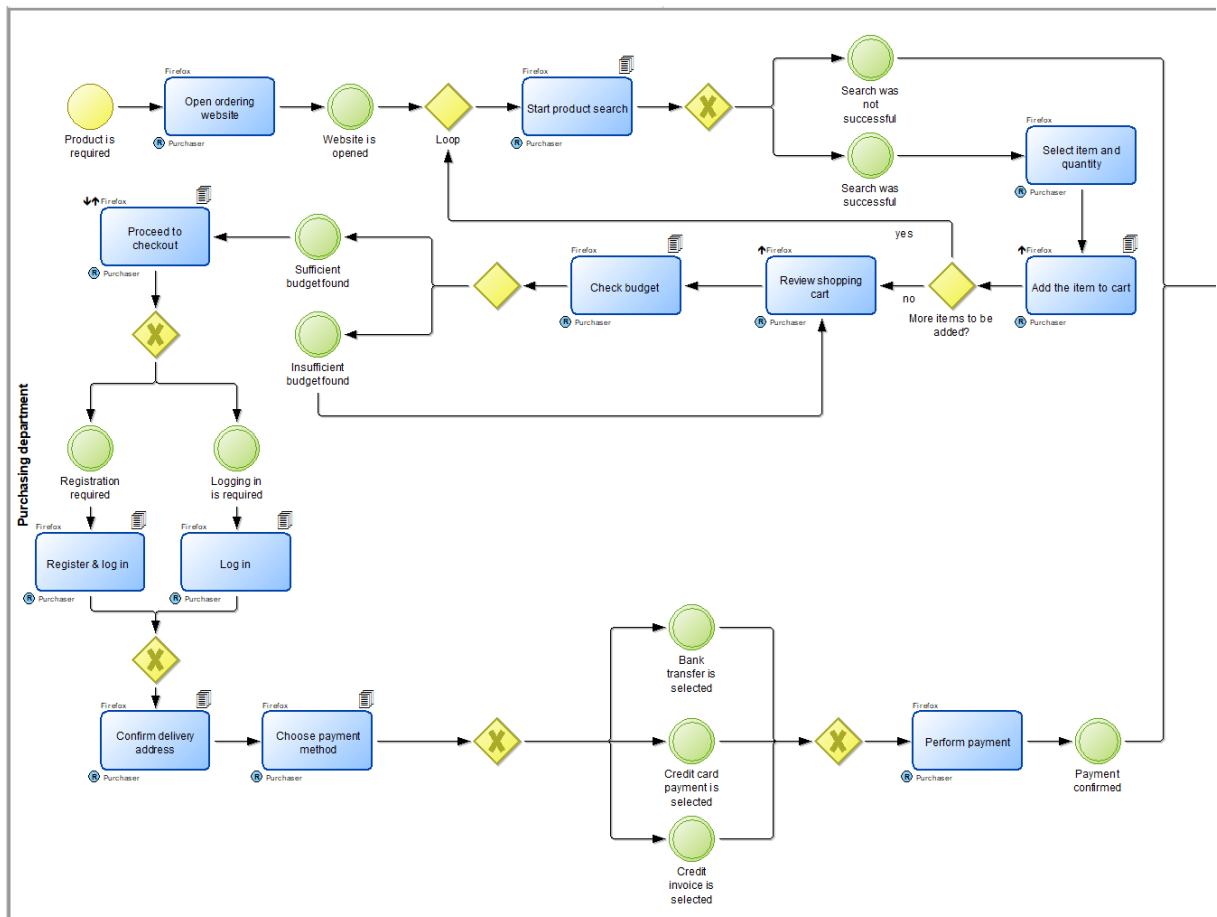 Firefox
Open ordering
website
Purchaser
Product is
required
Website is
opened
Loop
Firefox
Start product search
R Purchaser
Search was
not
successful
Search was
successful
Firefox
Select item and
quantity
R Purchaser
Firefox
Proceed to
checkout
R Purchaser
Sufficient
budget found
Insufficient
budget found
Firefox
Check budget
R Purchaser
Firefox
Review shopping
cart
R Purchaser
yes
no
More items to be
added?
Firefox
Add the item to cart
R Purchaser
Purchasing department
Registration
required
Logging in
is required
Firefox
Register & log in
R Purchaser
Firefox
Log in
R Purchaser
Firefox
Confirm delivery
address
R Purchaser
Firefox
Choose payment
method
R Purchaser
Bank
transfer is
selected
Credit card
payment is
selected
Credit
invoice is
selected
Firefox
Perform payment
R Purchaser
Payment
confirmed